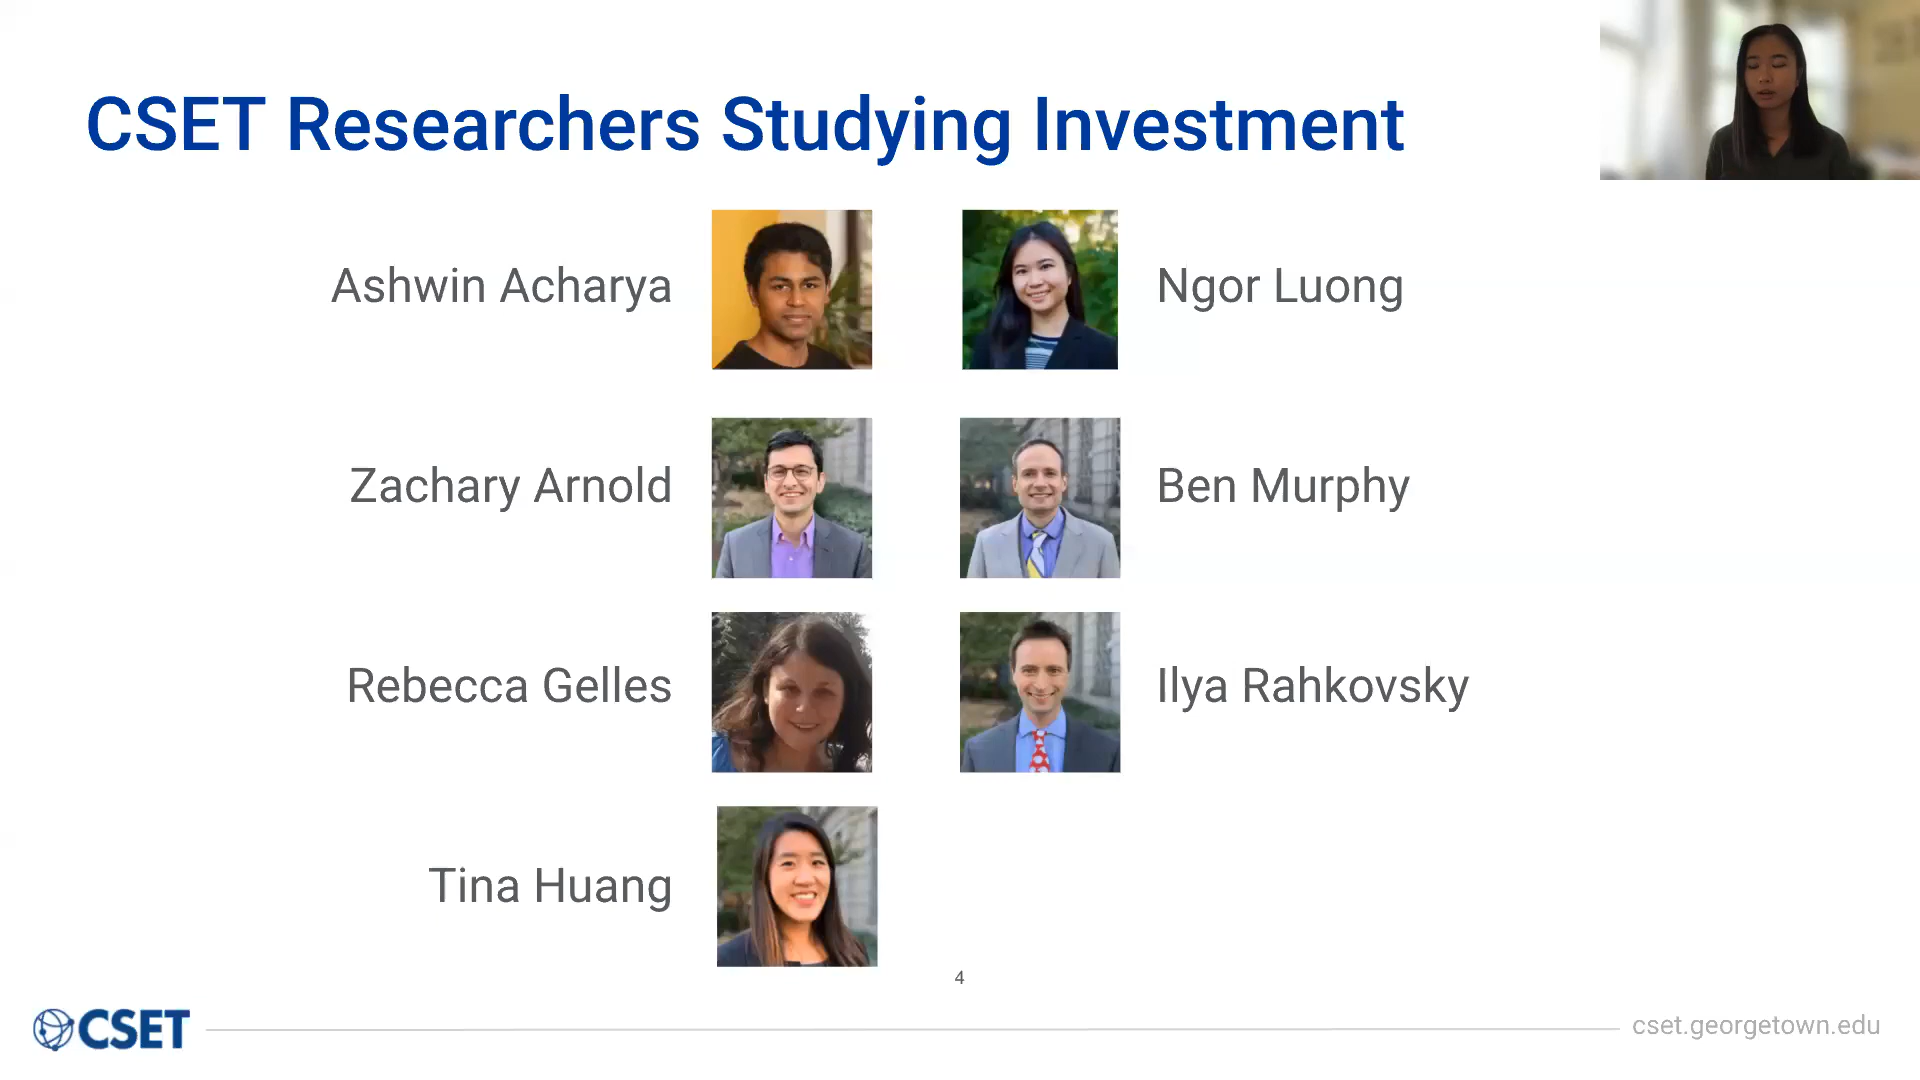 CSET Researchers Studying Investment
Ashwin Acharya
Ngor Luong
Zachary Arnold
Ben Murphy
Rebecca Gelles
Ilya Rahkovsky
Tina Huang
4
CSET
cset.georgetown.edu